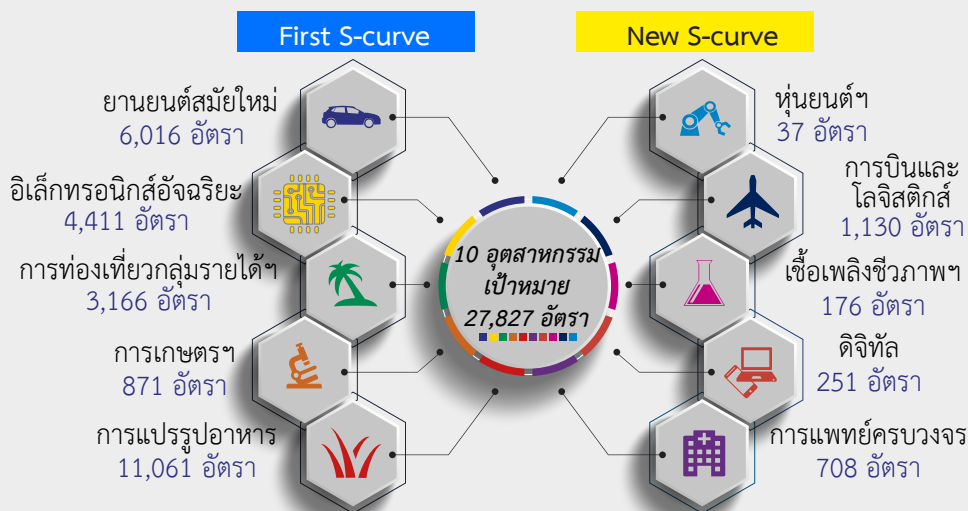 First S-curve
ยานยนต์สมัยใหม่
6,016 อัตรา
อิเล็กทรอนิกส์อัจฉริยะ
4,411 อัตรา
การท่องเที่ยวกลุ่มรายได้ฯ
3,166 อัตรา
การเกษตรฯ
871 อัตรา
การแปรรูปอาหาร
11,061 อัตรา
10 อุตสาหกรรม
เป้าหมาย
27,827 อัตรา
New S-curve
หุ่นยนต์ฯ
37 อัตรา
การบินและ
โลจิสติกส์
1,130 อัตรา
เชื้อเพลิงชีวภาพฯ
176 อัตรา
ดิจิทัล
251 อัตรา
การแพทย์ครบวงจร
708 อัตรา